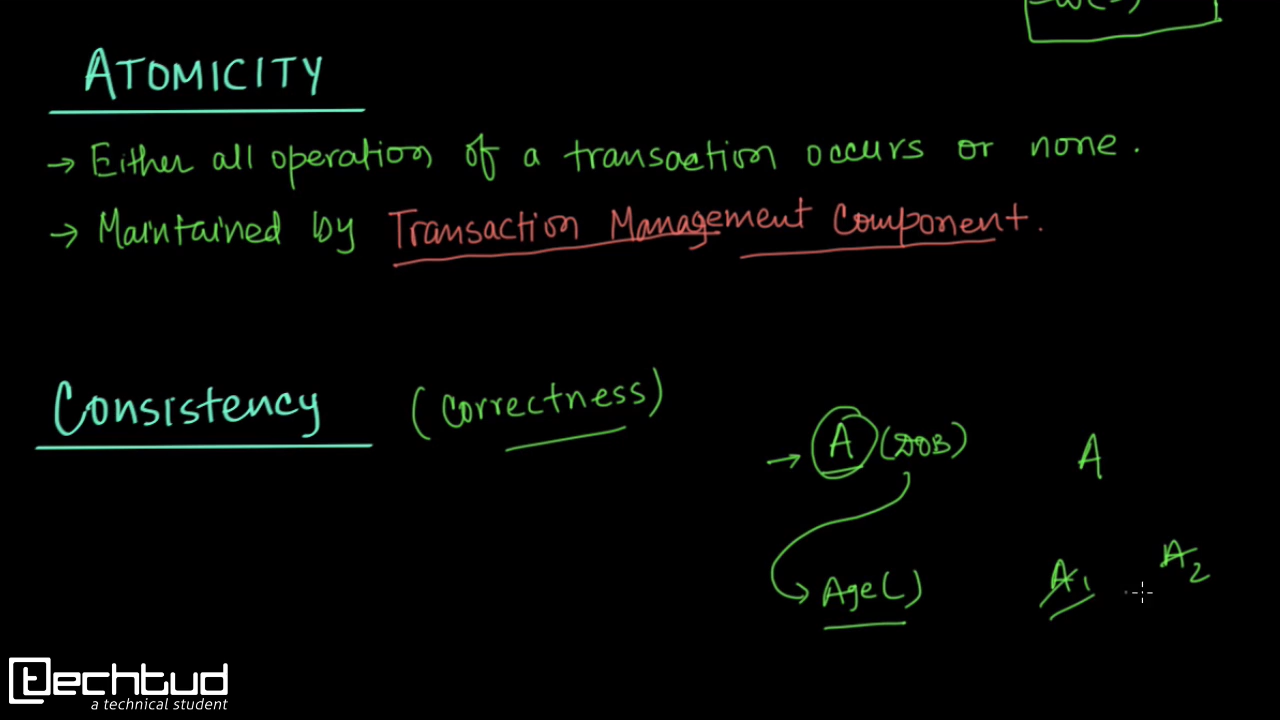 ATOMICITY
→ Either all operation of a transaction occurs or none.
→ Maintained by Transaction Management Component.
Consistency (correctness)
→ A (DOB) A
Age( ) A1 A2
techtud
a technical student